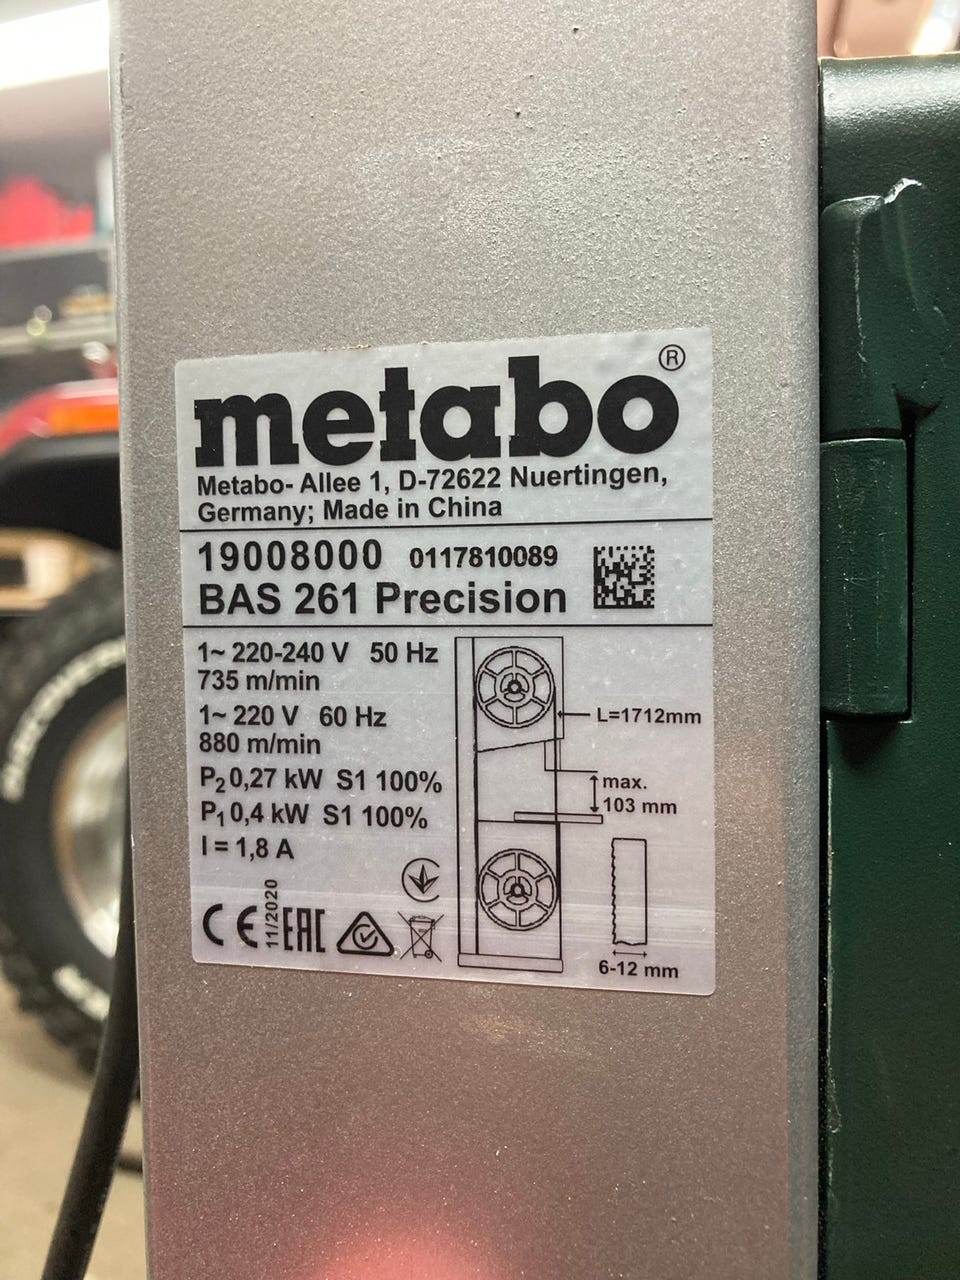 metabo®
Metabo- Allee 1, D-72622 Nuertingen,
Germany; Made in China
19008000 0117810089
BAS 261 Precision
1~ 220-240 V 50 Hz
735 m/min
1~ 220 V 60 Hz
880 m/min
P2 0,27 kW S1 100%
P1 0,4 kW S1 100%
I = 1,8 A
L=1712mm
max.
103 mm
CE 11/2020 EAC
6-12 mm